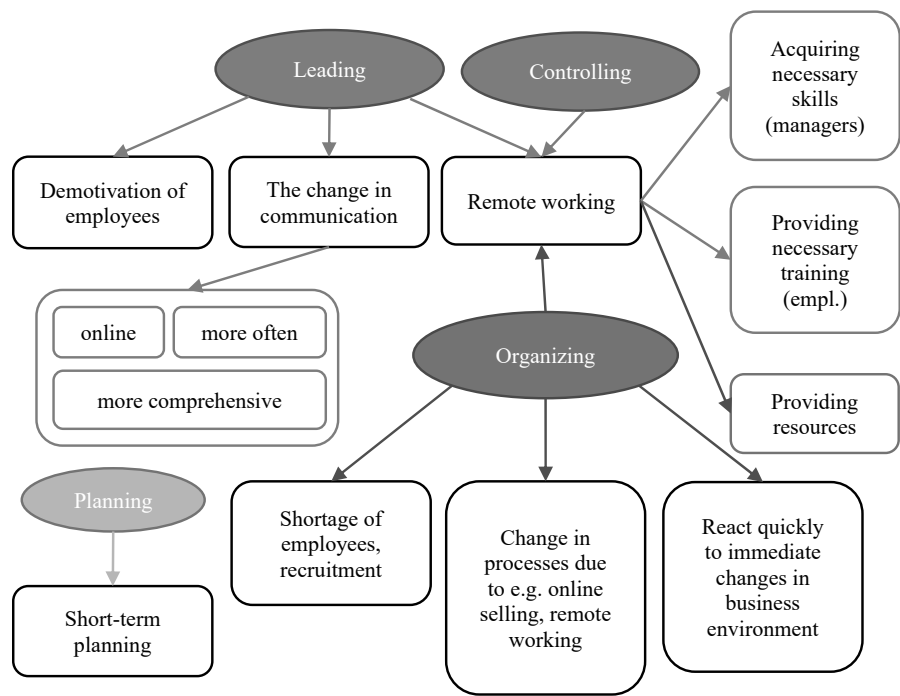 Leading
Controlling
Acquiring
necessary
skills
(managers)
Demotivation of
employees
The change in
communication
Remote working
Providing
necessary
training
(empl.)
online
more often
more comprehensive
Organizing
Providing
resources
Planning
Short-term
planning
Shortage of
employees,
recruitment
Change in
processes due
to e.g. online
selling, remote
working
React quickly
to immediate
changes in
business
environment